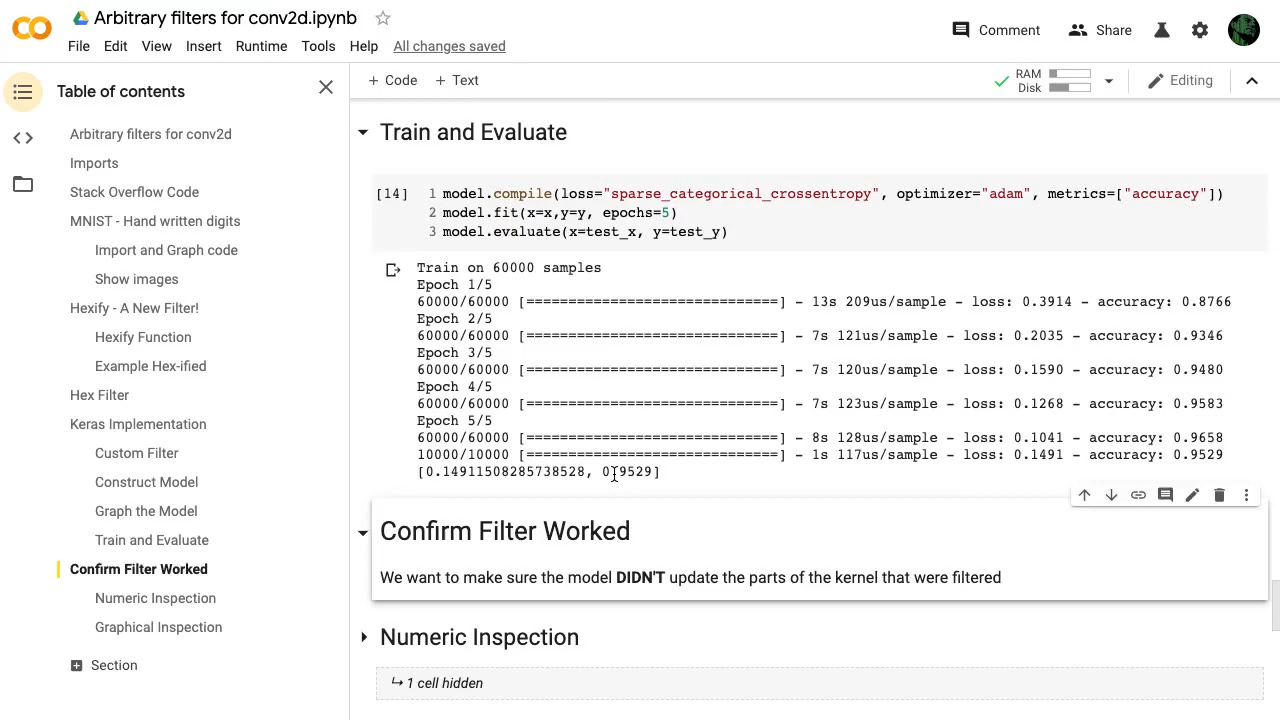 Arbitrary filters for conv2d.ipynb
Comment
Share
File Edit View Insert Runtime Tools Help All changes saved
+ Code + Text
RAM
Disk
Editing
Table of contents
Arbitrary filters for conv2d
Imports
Stack Overflow Code
MNIST - Hand written digits
Import and Graph code
Show images
Hexify - A New Filter!
Hexify Function
Example Hex-ified
Hex Filter
Keras Implementation
Custom Filter
Construct Model
Graph the Model
Train and Evaluate
Confirm Filter Worked
Numeric Inspection
Graphical Inspection
Section
Train and Evaluate
[14] 1 model.compile(loss="sparse_categorical_crossentropy", optimizer="adam", metrics=["accuracy"])
2 model.fit(x=x,y=y, epochs=5)
3 model.evaluate(x=test_x, y=test_y)
Train on 60000 samples
Epoch 1/5
60000/60000 [==============================] - 13s 209us/sample - loss: 0.3914 - accuracy: 0.8766
Epoch 2/5
60000/60000 [==============================] - 7s 121us/sample - loss: 0.2035 - accuracy: 0.9346
Epoch 3/5
60000/60000 [==============================] - 7s 120us/sample - loss: 0.1590 - accuracy: 0.9480
Epoch 4/5
60000/60000 [==============================] - 7s 123us/sample - loss: 0.1268 - accuracy: 0.9583
Epoch 5/5
60000/60000 [==============================] - 8s 128us/sample - loss: 0.1041 - accuracy: 0.9658
10000/10000 [==============================] - 1s 117us/sample - loss: 0.1491 - accuracy: 0.9529
[0.14911508285738528, 0.9529]
Confirm Filter Worked
We want to make sure the model DIDN'T update the parts of the kernel that were filtered
Numeric Inspection
1 cell hidden